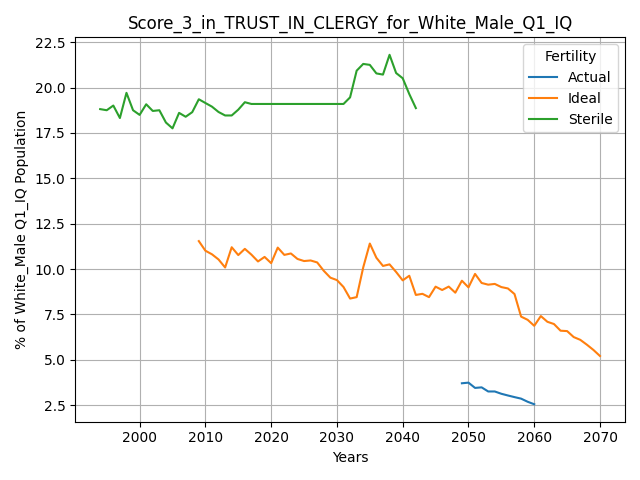 Score_3_in_TRUST_IN_CLERGY_for_White_Male_Q1_IQ
% of White_Male Q1_IQ Population
22.5
20.0
17.5
15.0
12.5
10.0
7.5
5.0
2.5
Fertility
Actual
Ideal
Sterile
2000 2010 2020 2030 2040 2050 2060 2070
Years